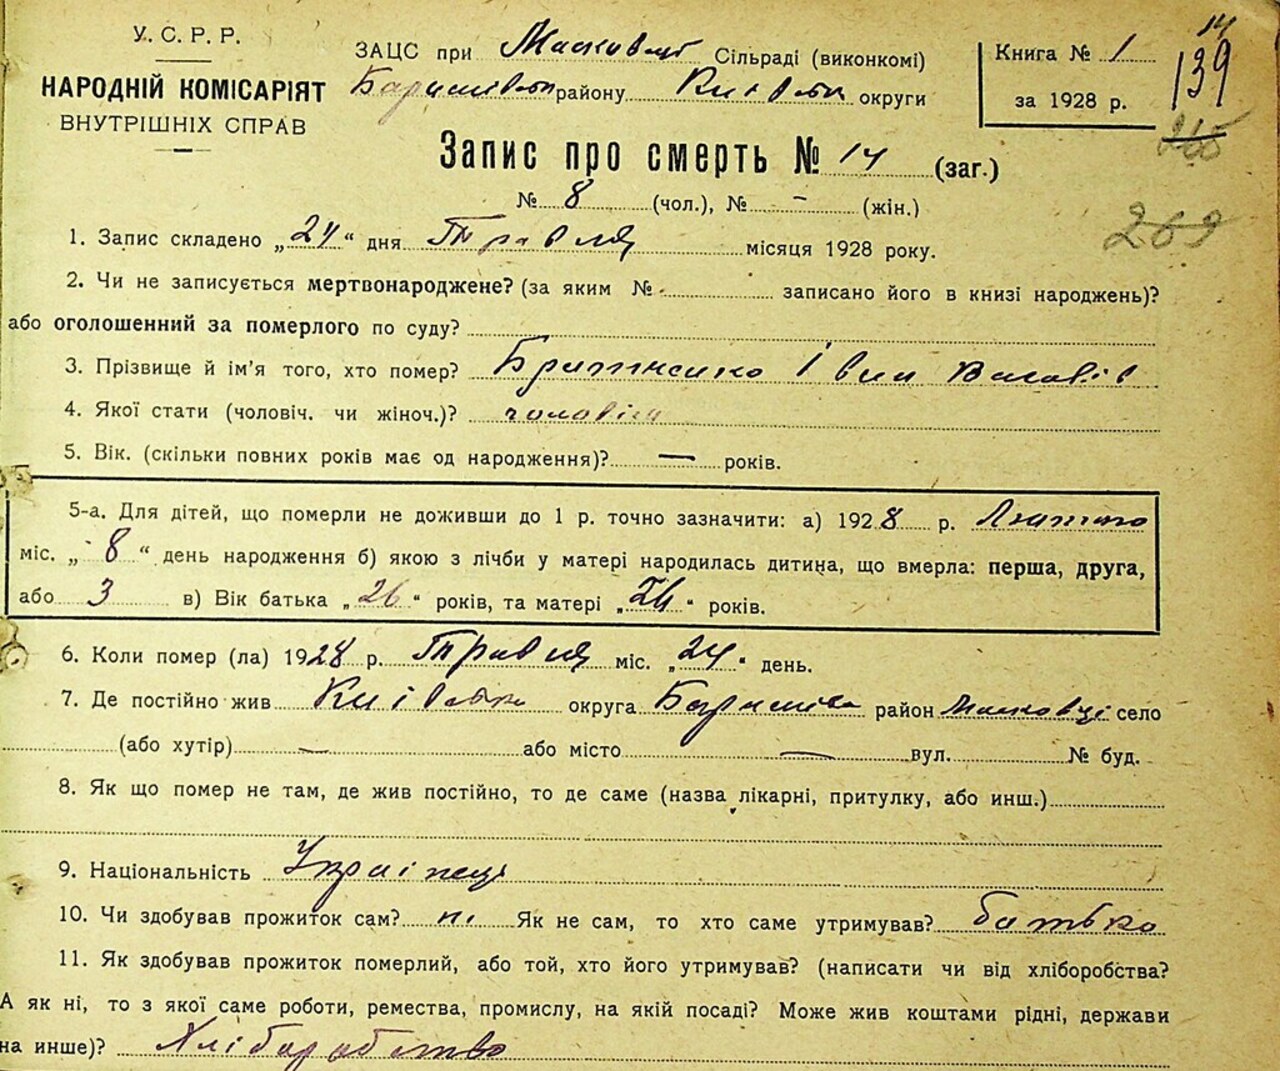 У. С. Р. Р.
НАРОДНІЙ КОМІСАРІЯТ
ВНУТРІШНІХ СПРАВ
ЗАЦС при Сільраді (виконкомі)
району округи
Книга № 1
за 1928 р.
14
139
269
Запис про смерть № 14 (заг.)
№ 8 (чол.), № – (жін.)
1. Запис складено „24" дня Травня місяця 1928 року.
2. Чи не записується мертвонароджене? (за яким № записано його в книзі народжень)?
або оголошенний за померлого по суду?
3. Прізвище й ім'я того, хто помер? Іван
4. Якої статі (чоловіч. чи жіноч.)?
5. Вік. (скільки повних років має од народження)? — років.
5-а. Для дітей, що померли не доживши до 1 р. точно зазначити: а) 1928 р. Лютого
міс. „8" день народження б) якою з лічби у матері народилась дитина, що вмерла: перша, друга,
або 3 в) Вік батька „26" років, та матері „26" років.
6. Коли помер (ла) 1928 р. Травня міс. „24" день.
7. Де постійно жив округа район село
(або хутір) — або місто — вул. № буд.
8. Як що помер не там, де жив постійно, то де саме (назва лікарні, притулку, або инш.)
9. Національність Українці
10. Чи здобував прожиток сам? ні Як не сам, то хто саме утримував? батько
11. Як здобував прожиток померлий, або той, хто його утримував? (написати чи від хліборобства?
А як ні, то з якої саме роботи, ремества, промислу, на якій посаді? Може жив коштами рідні, держави
на инше)? Хліборобство